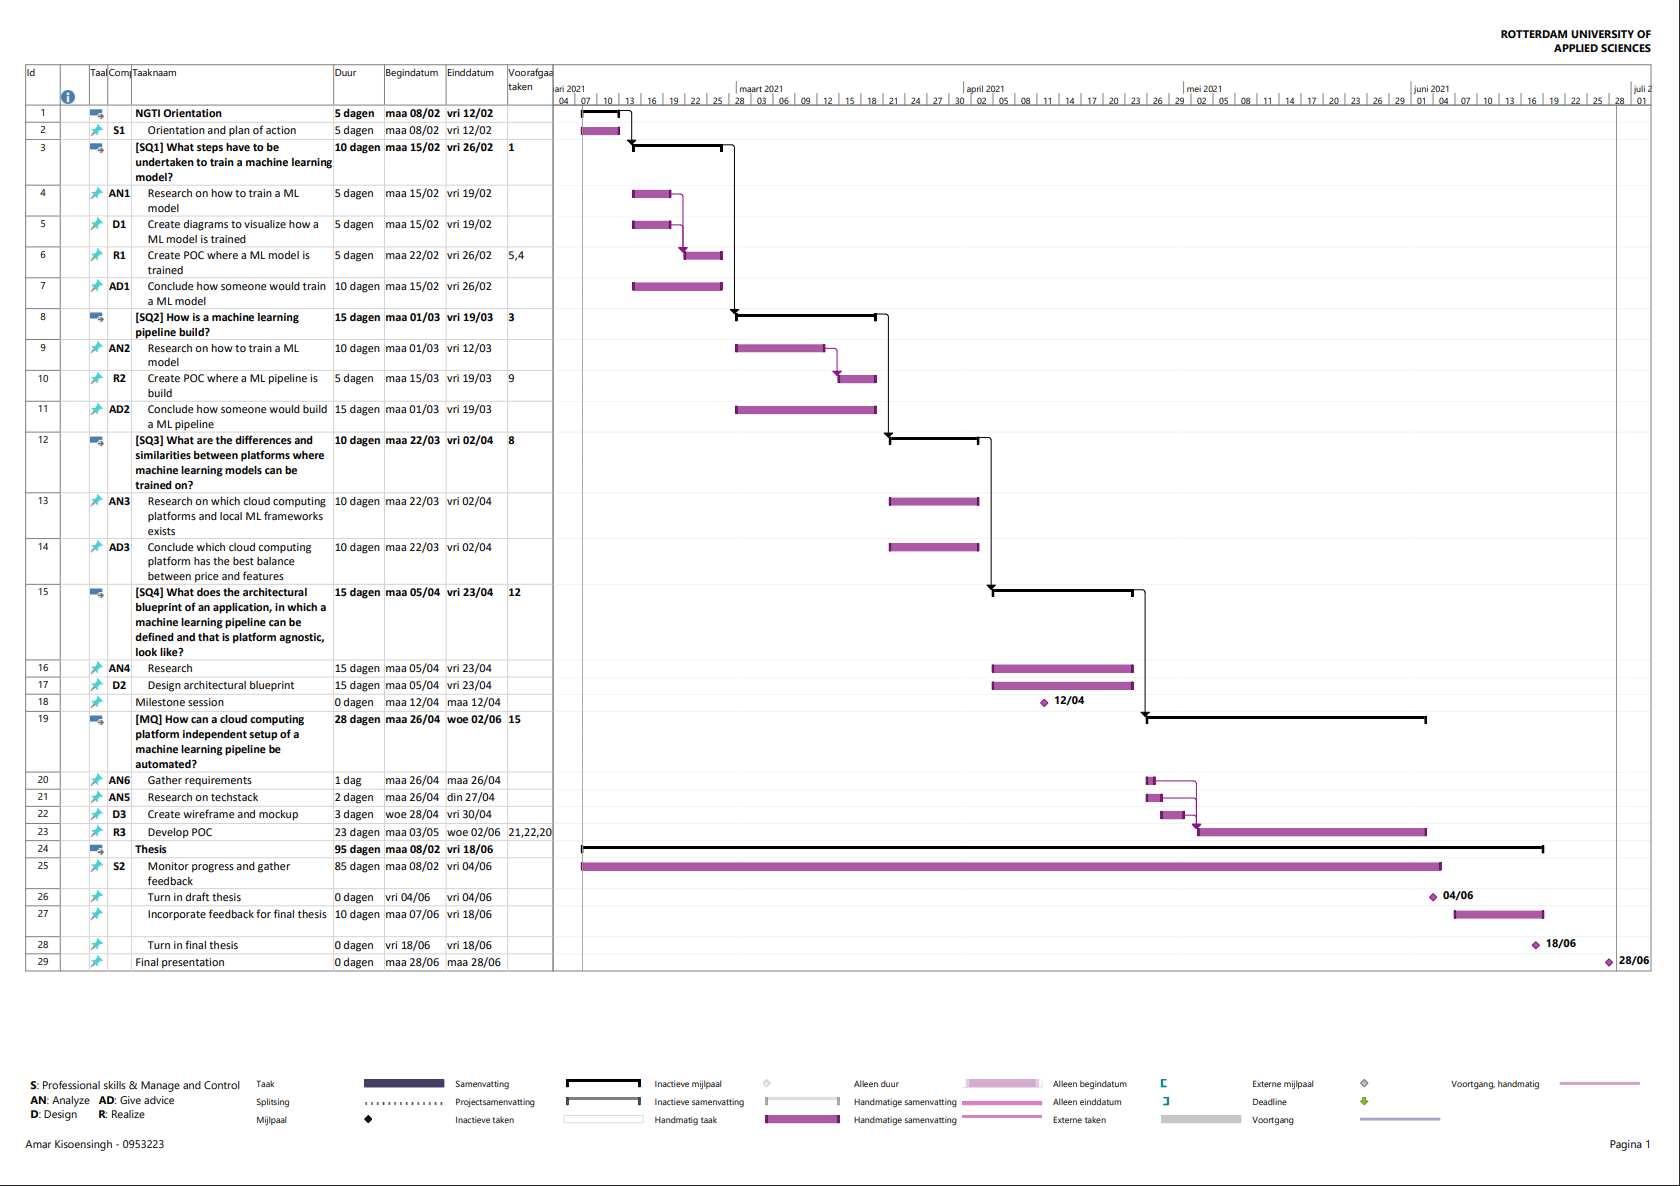 ROTTERDAM UNIVERSITY OF
APPLIED SCIENCES
Id Taal Com Taaknaam Duur Begindatum Einddatum Voorafgaa
taken
ari 2021 maart 2021 april 2021 mei 2021 juni 2021 juli 2
04 07 10 13 16 19 22 25 28 03 06 09 12 15 18 21 24 27 30 02 05 08 11 14 17 20 23 26 29 02 05 08 11 14 17 20 23 26 29 01 04 07 10 13 16 19 22 25 28 01
1 NGTI Orientation 5 dagen maa 08/02 vri 12/02
2 S1 Orientation and plan of action 5 dagen maa 08/02 vri 12/02
3 [SQ1] What steps have to be 10 dagen maa 15/02 vri 26/02 1
undertaken to train a machine learning
model?
4 AN1 Research on how to train a ML 5 dagen maa 15/02 vri 19/02
model
5 D1 Create diagrams to visualize how a 5 dagen maa 15/02 vri 19/02
ML model is trained
6 R1 Create POC where a ML model is 5 dagen maa 22/02 vri 26/02 5,4
trained
7 AD1 Conclude how someone would train 10 dagen maa 15/02 vri 26/02
a ML model
8 [SQ2] How is a machine learning 15 dagen maa 01/03 vri 19/03 3
pipeline build?
9 AN2 Research on how to train a ML 10 dagen maa 01/03 vri 12/03
model
10 R2 Create POC where a ML pipeline is 5 dagen maa 15/03 vri 19/03 9
build
11 AD2 Conclude how someone would build 15 dagen maa 01/03 vri 19/03
a ML pipeline
12 [SQ3] What are the differences and 10 dagen maa 22/03 vri 02/04 8
similarities between platforms where
machine learning models can be
trained on?
13 AN3 Research on which cloud computing 10 dagen maa 22/03 vri 02/04
platforms and local ML frameworks
exists
14 AD3 Conclude which cloud computing 10 dagen maa 22/03 vri 02/04
platform has the best balance
between price and features
15 [SQ4] What does the architectural 15 dagen maa 05/04 vri 23/04 12
blueprint of an application, in which a
machine learning pipeline can be
defined and that is platform agnostic,
look like?
16 AN4 Research 15 dagen maa 05/04 vri 23/04
17 D2 Design architectural blueprint 15 dagen maa 05/04 vri 23/04
18 Milestone session 0 dagen maa 12/04 maa 12/04 12/04
19 [MQ] How can a cloud computing 28 dagen maa 26/04 woe 02/06 15
platform independent setup of a
machine learning pipeline be
automated?
20 AN6 Gather requirements 1 dag maa 26/04 maa 26/04
21 AN5 Research on techstack 2 dagen maa 26/04 din 27/04
22 D3 Create wireframe and mockup 3 dagen woe 28/04 vri 30/04
23 R3 Develop POC 23 dagen maa 03/05 woe 02/06 21,22,20
24 Thesis 95 dagen maa 08/02 vri 18/06
25 S2 Monitor progress and gather 85 dagen maa 08/02 vri 04/06
feedback
26 Turn in draft thesis 0 dagen vri 04/06 vri 04/06 04/06
27 Incorporate feedback for final thesis 10 dagen maa 07/06 vri 18/06
28 Turn in final thesis 0 dagen vri 18/06 vri 18/06 18/06
29 Final presentation 0 dagen maa 28/06 maa 28/06 28/06
S: Professional skills & Manage and Control
AN: Analyze AD: Give advice
D: Design R: Realize
Taak Samenvatting Inactieve mijlpaal Alleen duur Alleen begindatum Externe mijlpaal Voortgang, handmatig
Splitsing Projectsamenvatting Inactieve samenvatting Handmatige samenvatting Alleen einddatum Deadline
Mijlpaal Inactieve taken Handmatig taak Handmatige samenvatting Externe taken Voortgang
Amar Kisoensingh - 0953223 Pagina 1